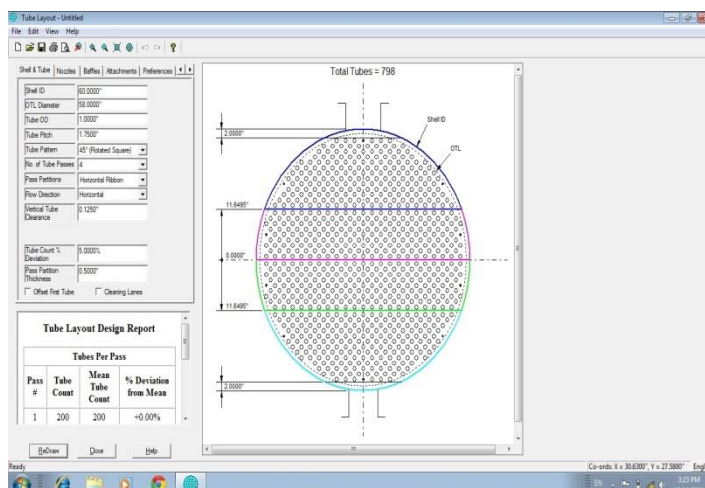 Tube Layout - Untitled
File Edit View Help
Shell & Tube Nozzles Baffles Attachments Preferences
Shell ID 60.0000"
OTL Diameter 58.0000"
Tube OD 1.0000"
Tube Pitch 1.7500"
Tube Pattern 45° (Rotated Square)
No. of Tube Passes 4
Pass Partitions Horizontal Ribbon
Flow Direction Horizontal
Vertical Tube Clearance 0.1250"
Tube Count % Deviation 5.0000%
Pass Partition Thickness 0.5000"
Offset First Tube Cleaning Lanes
Tube Layout Design Report
Tubes Per Pass
Pass # Tube Count Mean Tube Count % Deviation from Mean
1 200 200 +0.00%
ReDraw Close Help
Total Tubes = 798
Shell ID
OTL
2.0000"
11.6495"
0.0000"
11.6495"
2.0000"
Ready
Co-ords: X = 30.6300", Y = 27.5800"
EN
3:23 PM